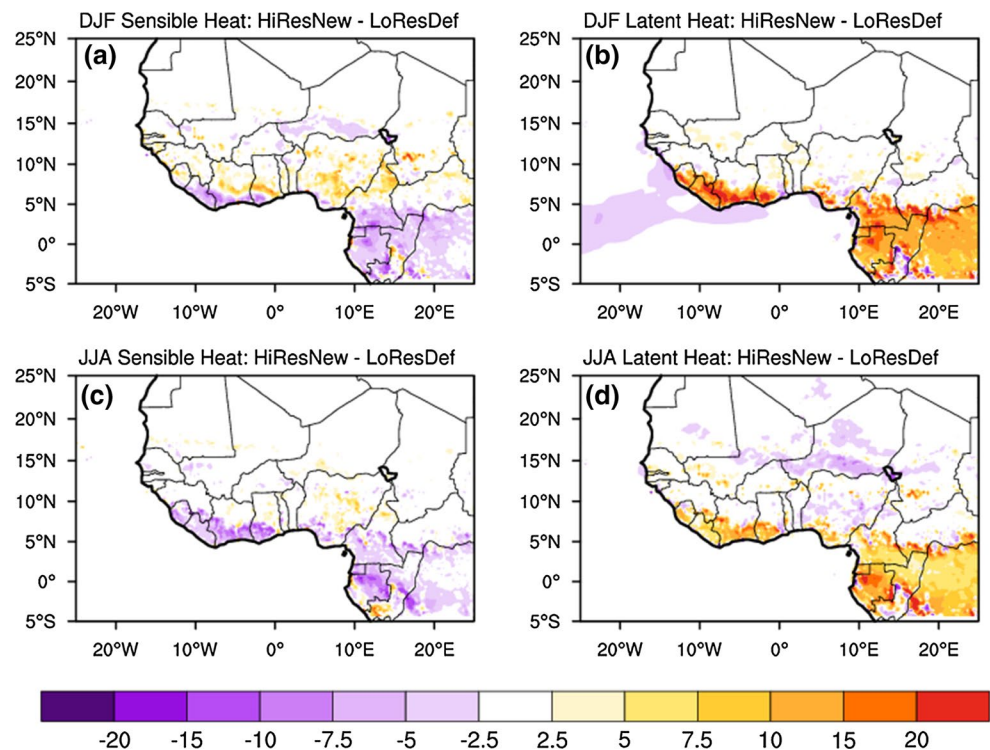 DJF Sensible Heat: HiResNew - LoResDef
DJF Latent Heat: HiResNew - LoResDef
25°N
(a)
20°N
15°N
10°N
5°N
0°
5°S
20°W 10°W 0° 10°E 20°E
25°N
(b)
20°N
15°N
10°N
5°N
0°
5°S
20°W 10°W 0° 10°E 20°E
JJA Sensible Heat: HiResNew - LoResDef
JJA Latent Heat: HiResNew - LoResDef
25°N
(c)
20°N
15°N
10°N
5°N
0°
5°S
20°W 10°W 0° 10°E 20°E
25°N
(d)
20°N
15°N
10°N
5°N
0°
5°S
20°W 10°W 0° 10°E 20°E
-20 -15 -10 -7.5 -5 -2.5 2.5 5 7.5 10 15 20